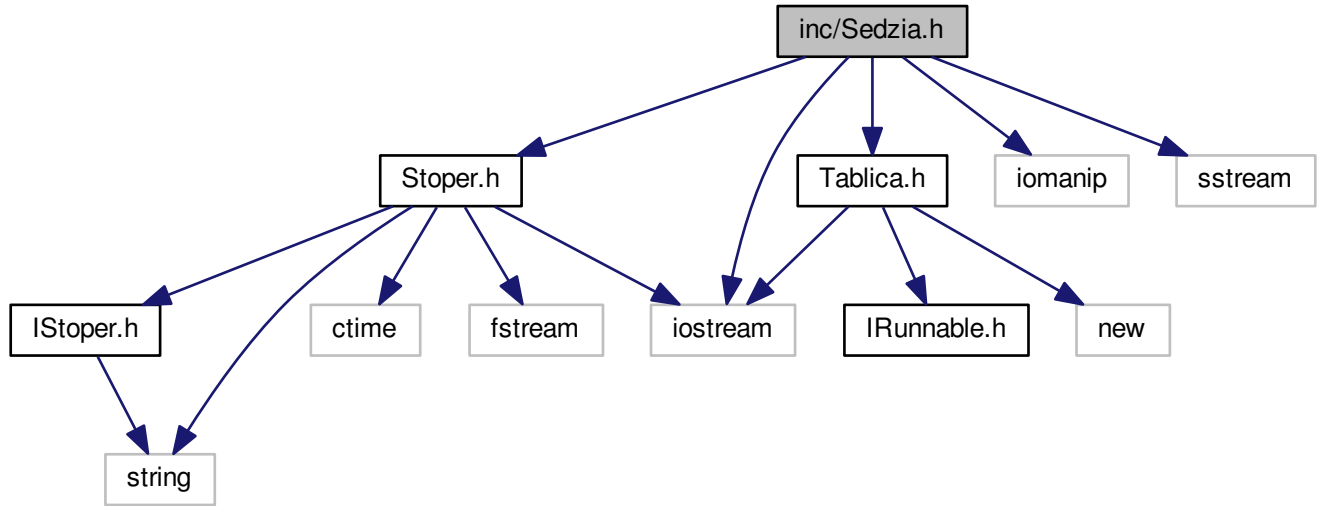 inc/Sedzia.h
Stoper.h
Tablica.h
iomanip
sstream
IStoper.h
ctime
fstream
iostream
IRunnable.h
new
string